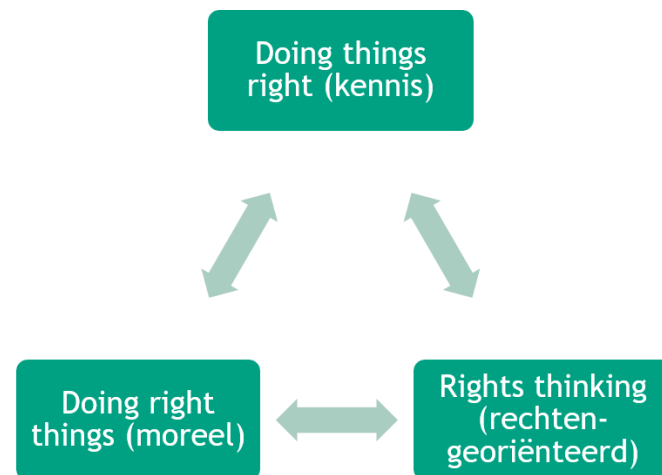 Doing things
right (kennis)
Doing right
things (moreel)
Rights thinking
(rechten-
georiënteerd)